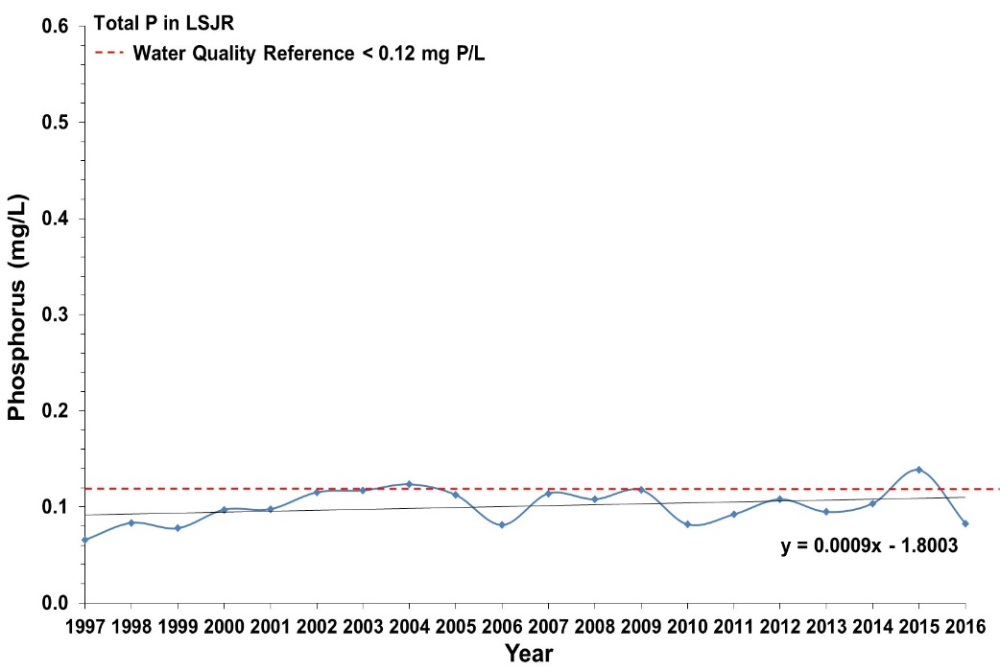 Total P in LSJR
Water Quality Reference < 0.12 mg P/L
0.6
0.5
0.4
0.3
0.2
0.1
0.0
Phosphorus (mg/L)
y = 0.0009x - 1.8003
1997 1998 1999 2000 2001 2002 2003 2004 2005 2006 2007 2008 2009 2010 2011 2012 2013 2014 2015 2016
Year